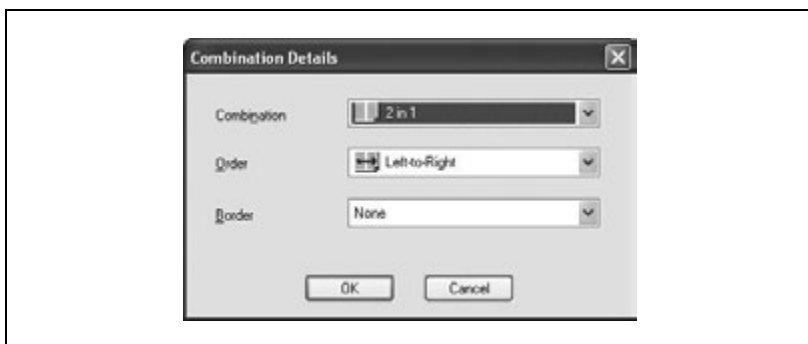 Combination Details
Combination 2 in 1
Order Left-to-Right
Border None
OK Cancel